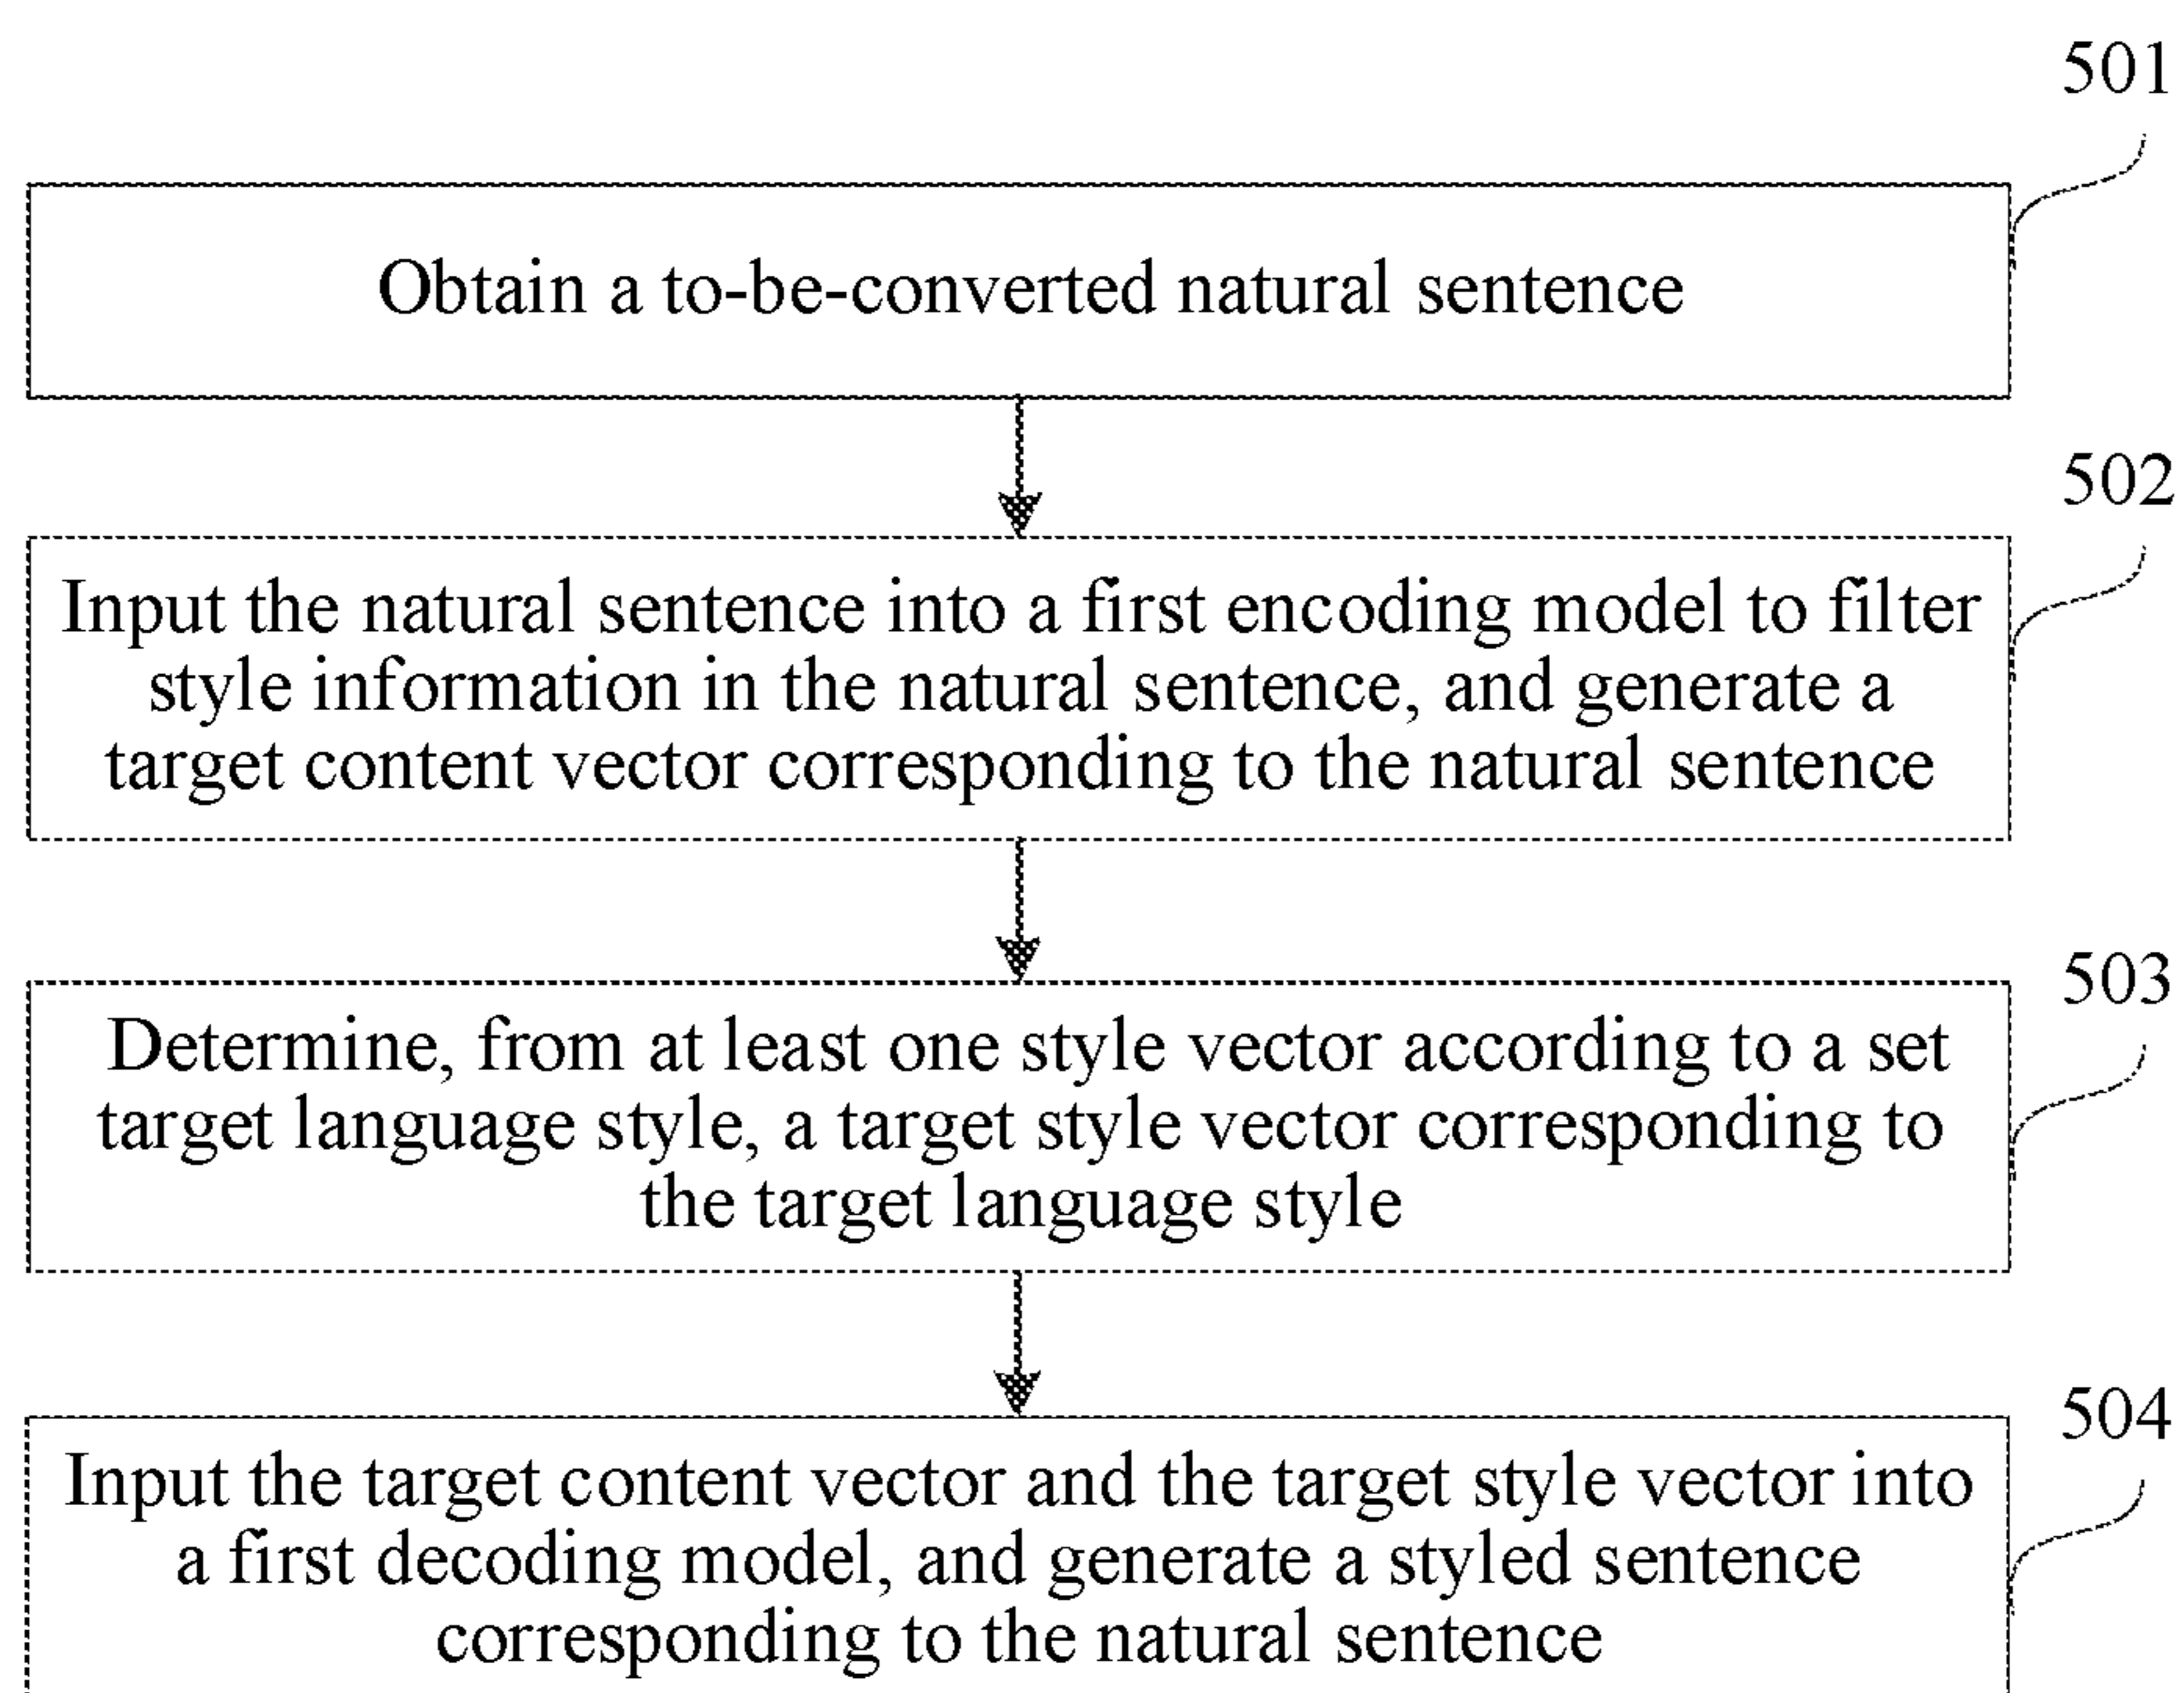 501
Obtain a to-be-converted natural sentence
502
Input the natural sentence into a first encoding model to filter
style information in the natural sentence, and generate a
target content vector corresponding to the natural sentence
503
Determine, from at least one style vector according to a set
target language style, a target style vector corresponding to
the target language style
504
Input the target content vector and the target style vector into
a first decoding model, and generate a styled sentence
corresponding to the natural sentence